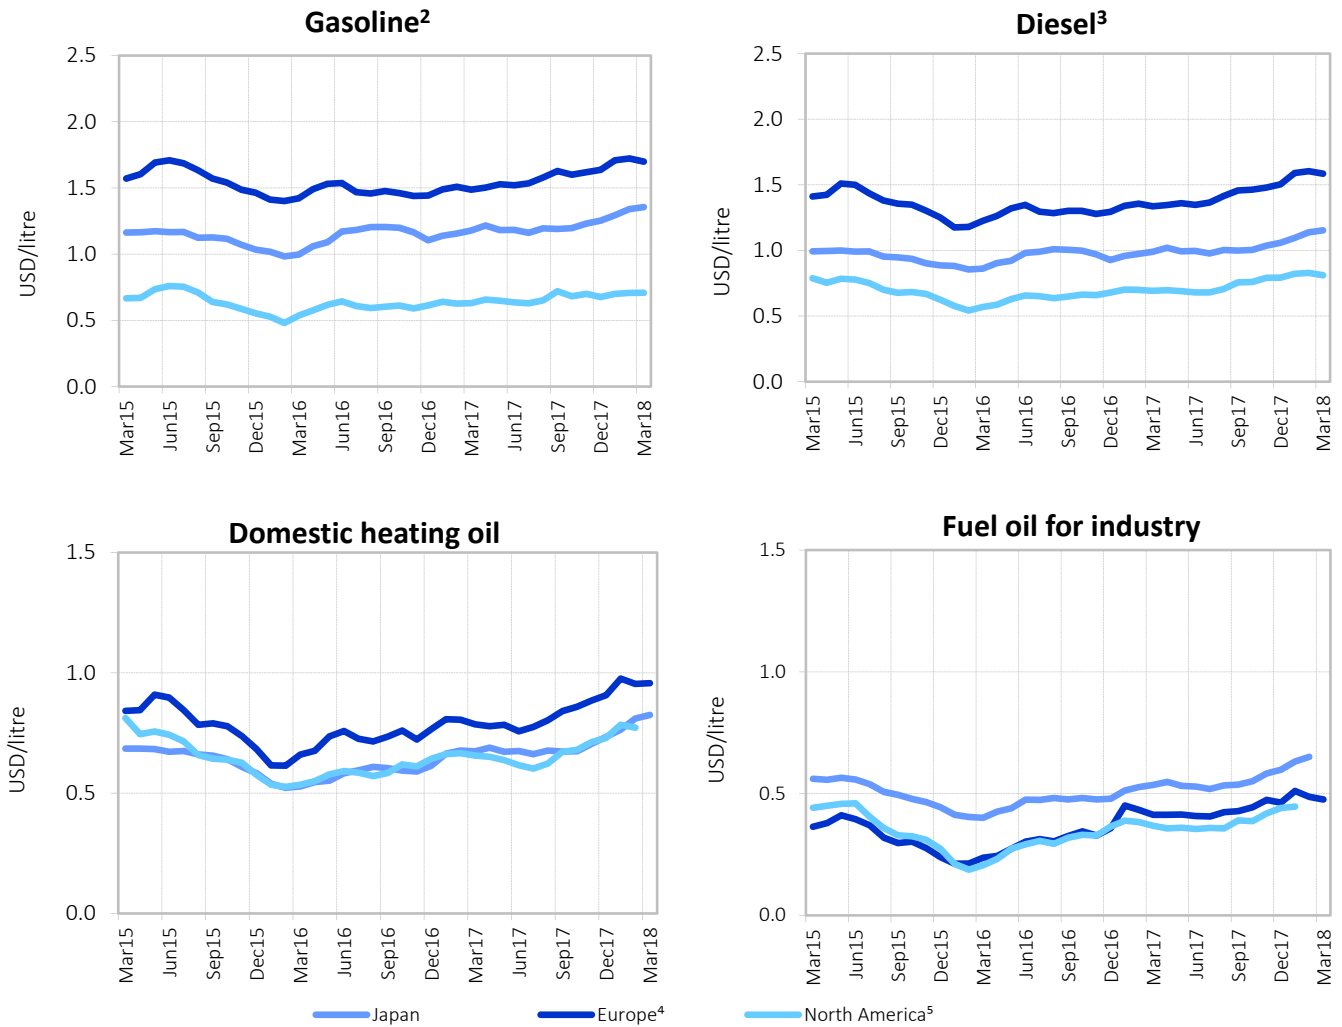 Gasoline²
Diesel³
USD/litre
2.5
2.0
1.5
1.0
0.5
0.0
Mar15
Jun15
Sep15
Dec15
Mar16
Jun16
Sep16
Dec16
Mar17
Jun17
Sep17
Dec17
Mar18
USD/litre
2.5
2.0
1.5
1.0
0.5
0.0
Mar15
Jun15
Sep15
Dec15
Mar16
Jun16
Sep16
Dec16
Mar17
Jun17
Sep17
Dec17
Mar18
Domestic heating oil
Fuel oil for industry
USD/litre
1.5
1.0
0.5
0.0
Mar15
Jun15
Sep15
Dec15
Mar16
Jun16
Sep16
Dec16
Mar17
Jun17
Sep17
Dec17
Mar18
USD/litre
1.5
1.0
0.5
0.0
Mar15
Jun15
Sep15
Dec15
Mar16
Jun16
Sep16
Dec16
Mar17
Jun17
Sep17
Dec17
Mar18
Japan
Europe⁴
North America⁵